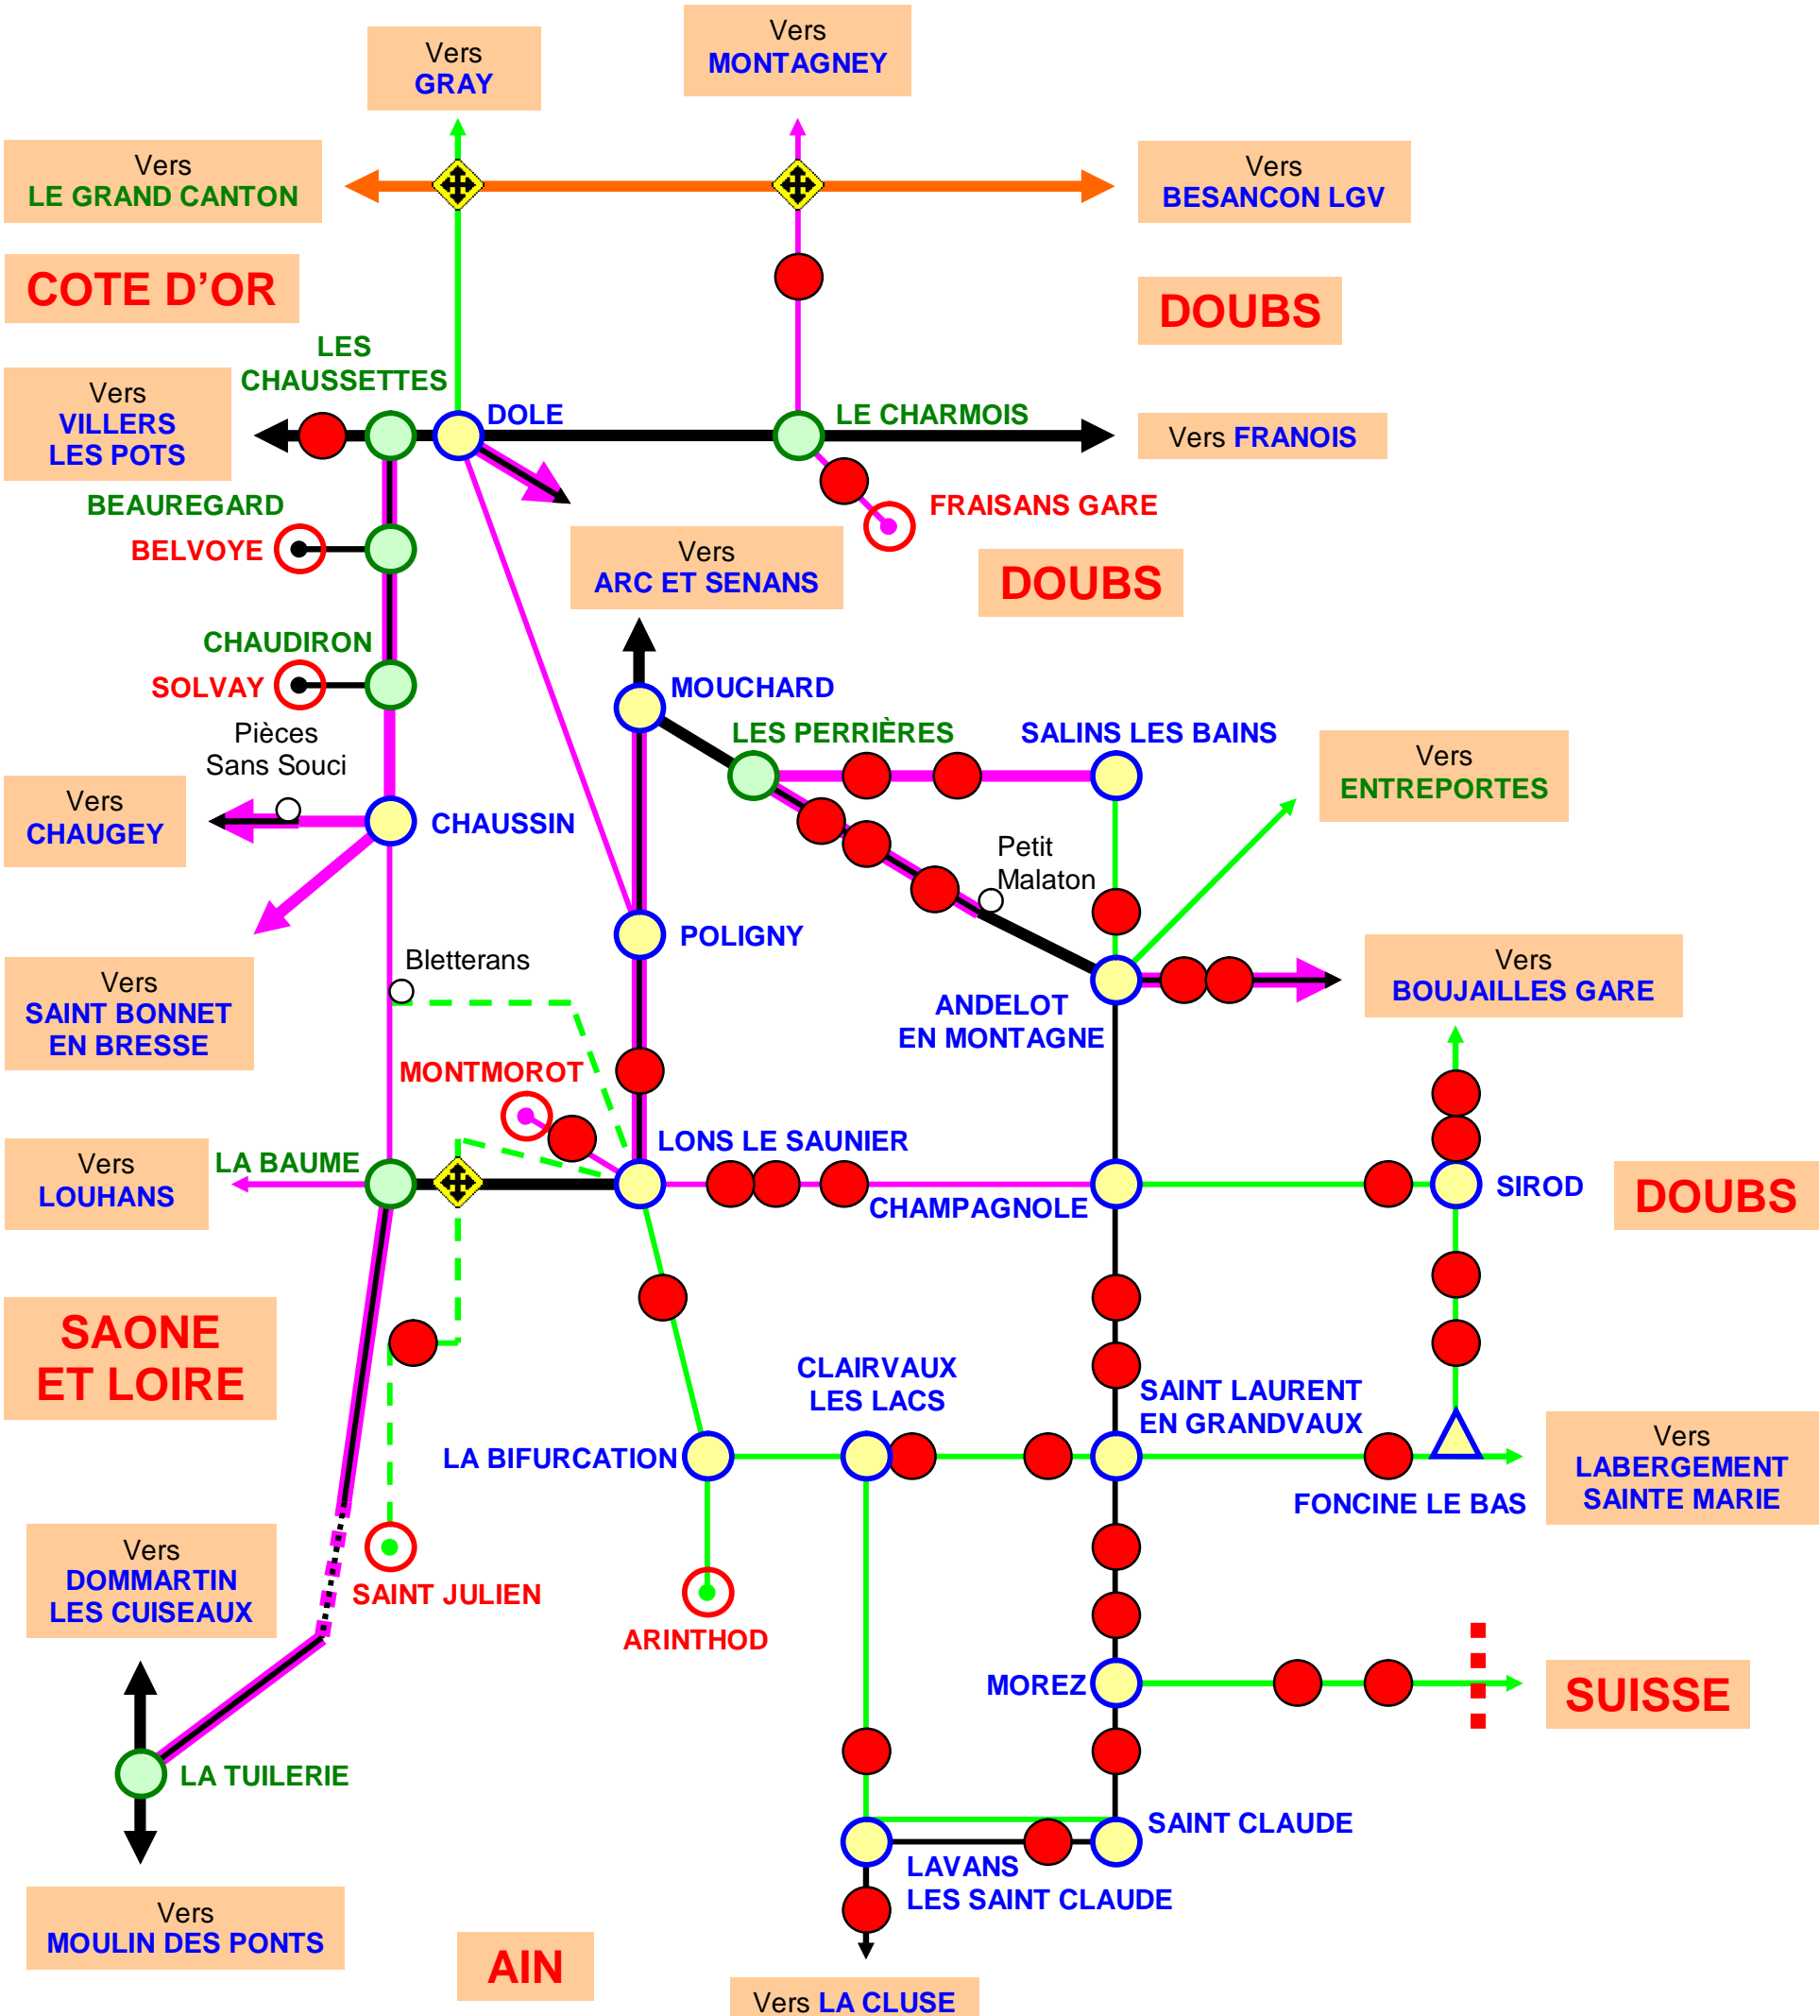 Vers
GRAY
Vers
MONTAGNEY
Vers
LE GRAND CANTON
Vers
BESANCON LGV
COTE D'OR
DOUBS
LES
CHAUSSETTES
Vers
VILLERS
LES POTS
DOLE
LE CHARMOIS
Vers FRANOIS
BEAUREGARD
BELVOYE
FRAISANS GARE
Vers
ARC ET SENANS
DOUBS
CHAUDIRON
SOLVAY
MOUCHARD
Pièces
Sans Souci
LES PERRIÈRES
SALINS LES BAINS
Vers
ENTREPORTES
Vers
CHAUGEY
CHAUSSIN
Petit
Malaton
POLIGNY
Bletterans
Vers
SAINT BONNET
EN BRESSE
ANDELOT
EN MONTAGNE
Vers
BOUJAILLES GARE
MONTMOROT
LONS LE SAUNIER
Vers
LOUHANS
LA BAUME
CHAMPAGNOLE
SIROD
DOUBS
SAONE
ET LOIRE
CLAIRVAUX
LES LACS
SAINT LAURENT
EN GRANDVAUX
LA BIFURCATION
Vers
LABERGEMENT
SAINTE MARIE
FONCINE LE BAS
Vers
DOMMARTIN
LES CUISEAUX
SAINT JULIEN
ARINTHOD
MOREZ
SUISSE
LA TUILERIE
SAINT CLAUDE
LAVANS
LES SAINT CLAUDE
Vers
MOULIN DES PONTS
AIN
Vers LA CLUSE